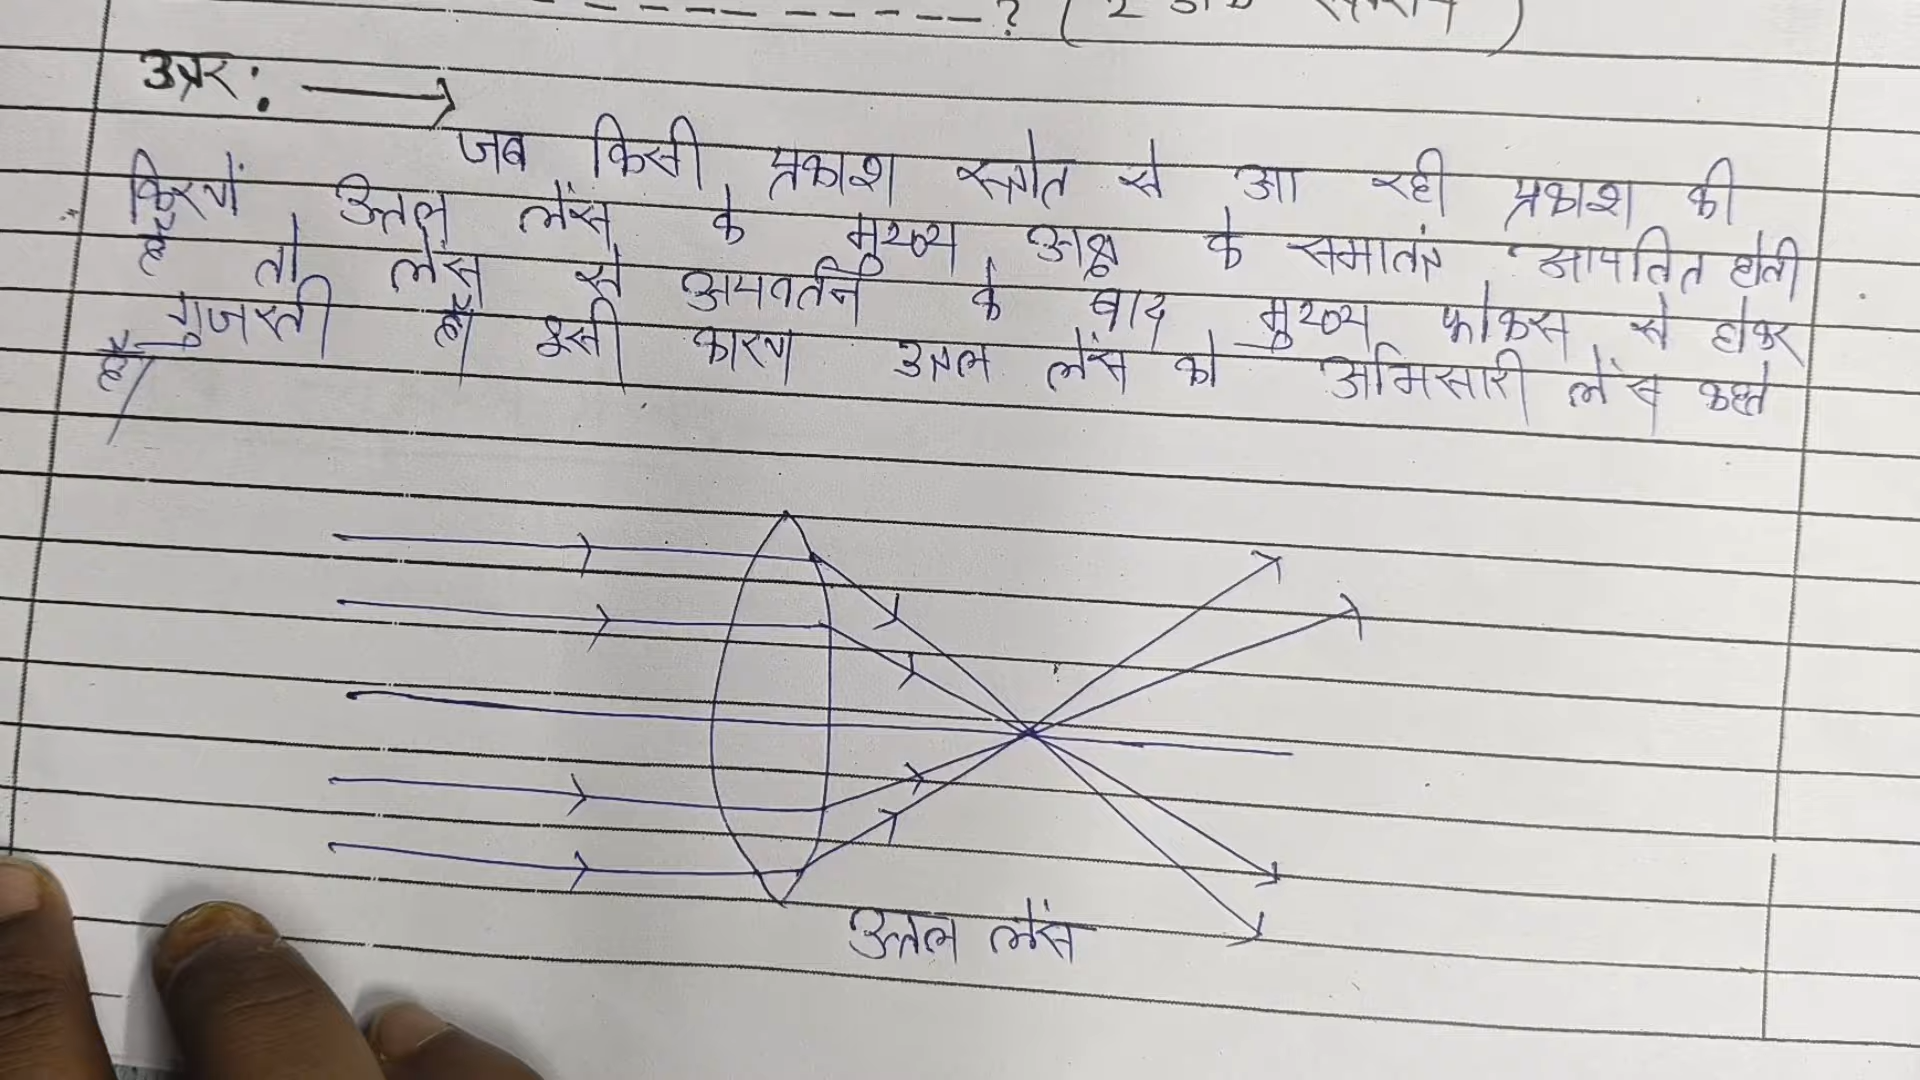 - - - - - - - - - - ? ( 2
उत्तर : →
जब किसी प्रकाश स्त्रोत से आ रही प्रकाश की
किरणें उत्तल लेंस के मुख्य अक्ष के समातंर आपतित होती
हैं तो लेंस से अपवर्तन के बाद मुख्य फोकस से होकर
गुजरती हैं। इसी कारण उत्तल लेंस को अभिसारी लेंस कहते
हैं।
उत्तल लेंस